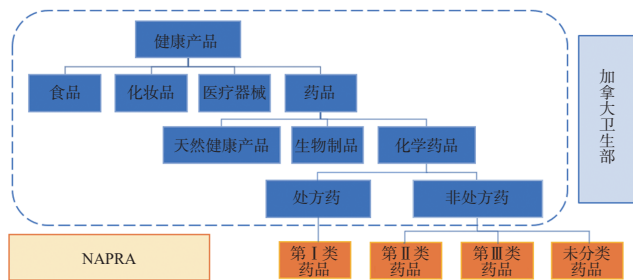 健康产品
食品
化妆品
医疗器械
药品
天然健康产品
生物制品
化学药品
处方药
非处方药
加拿大卫生部
NAPRA
第Ⅰ类
药品
第Ⅱ类
药品
第Ⅲ类
药品
未分类
药品